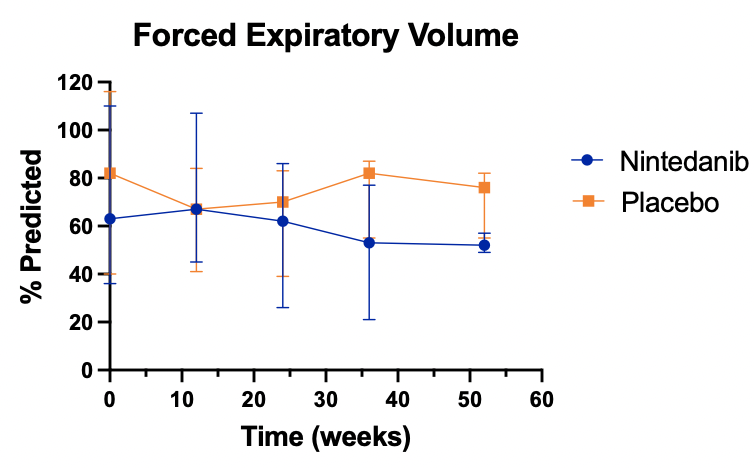 Forced Expiratory Volume
% Predicted
120
100
80
60
40
20
0
0 10 20 30 40 50 60
Time (weeks)
Nintedanib
Placebo